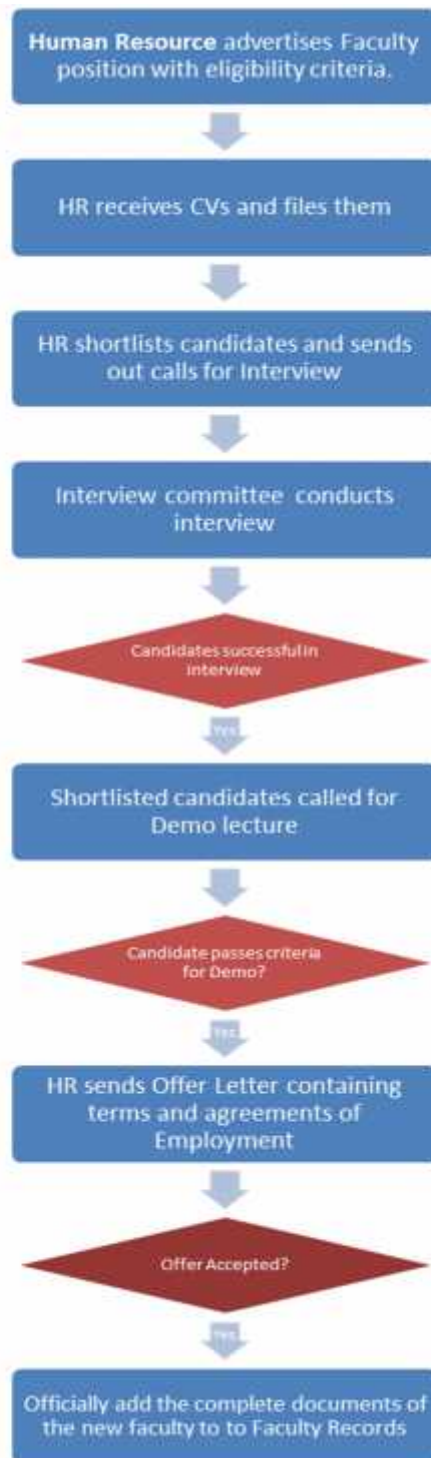 Human Resource advertises Faculty
position with eligibility criteria.
HR receives CVs and files them
HR shortlists candidates and sends
out calls for Interview
Interview committee conducts
interview
Candidates successful in
interview
Yes
Shortlisted candidates called for
Demo lecture
Candidate passes criteria
for Demo?
Yes
HR sends Offer Letter containing
terms and agreements of
Employment
Offer Accepted?
Yes
Officially add the complete documents of
the new faculty to to Faculty Records